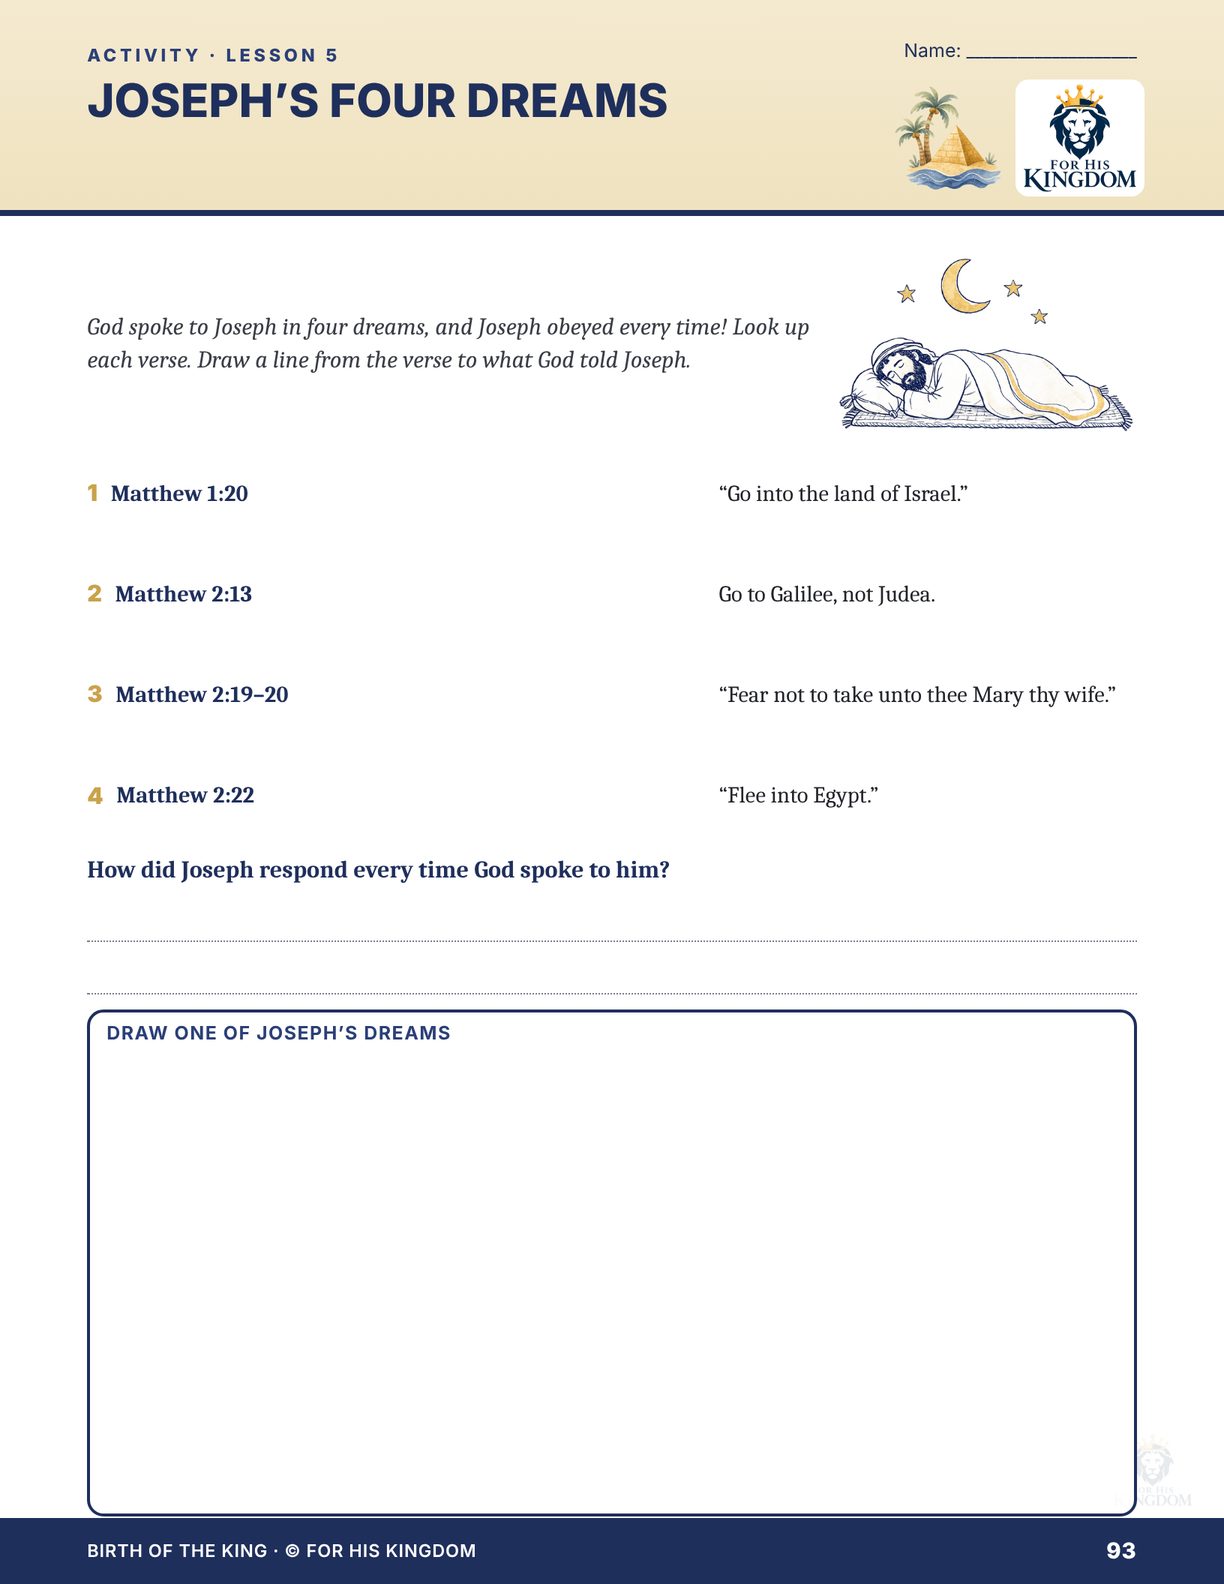 ACTIVITY · LESSON 5
JOSEPH’S FOUR DREAMS
Name: ___________________
FOR HIS
KINGDOM
God spoke to Joseph in four dreams, and Joseph obeyed every time! Look up
each verse. Draw a line from the verse to what God told Joseph.
1 Matthew 1:20
“Go into the land of Israel.”
2 Matthew 2:13
Go to Galilee, not Judea.
3 Matthew 2:19–20
“Fear not to take unto thee Mary thy wife.”
4 Matthew 2:22
“Flee into Egypt.”
How did Joseph respond every time God spoke to him?
DRAW ONE OF JOSEPH’S DREAMS
FOR HIS
KINGDOM
BIRTH OF THE KING · © FOR HIS KINGDOM
93